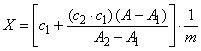 X = [c₁ + (c₂ · c₁)(A − A₁) / A₂ − A₁] · 1/m